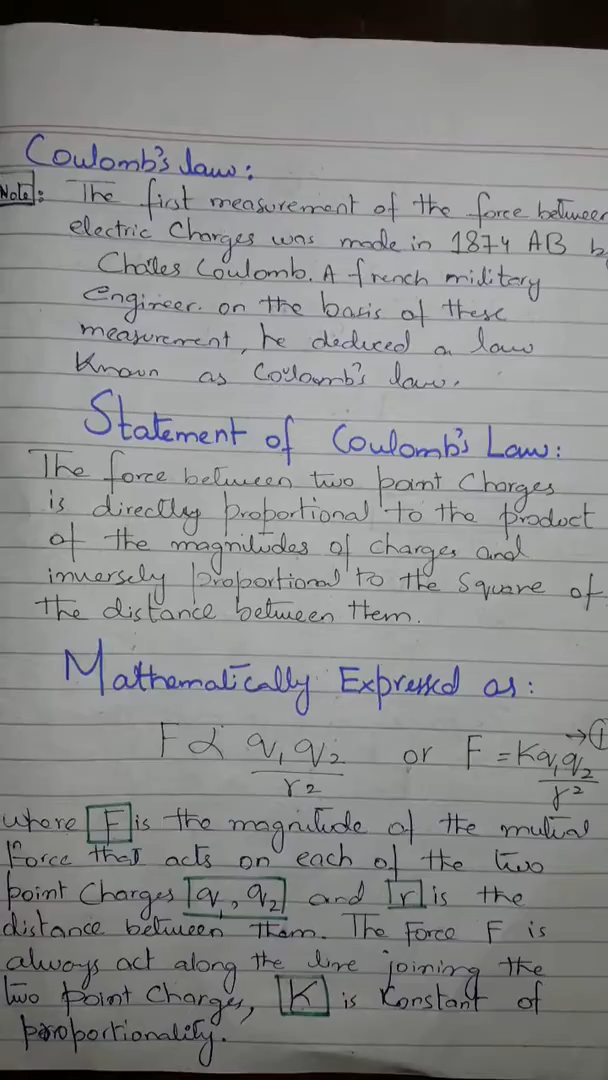 Coulomb's law:
Note: The first measurement of the force between
electric Charges was made in 1874 AB by
Charles Coulomb. A french military
engineer. on the basis of these
measurement, he deduced a law
Known as Coulomb's law.
Statement of Coulomb's Law:
The force between two point Charges
is directly proportional to the product
of the magnitudes of charges and
inversely proportional to the Square of
the distance between them.
Mathematically Expressed as:
F ∝ q₁q₂/r² or F = Kq₁q₂/r² → ①
where F is the magnitude of the mutual
Force that acts on each of the two
point Charges q₁, q₂ and r is the
distance between them. The Force F is
always act along the line joining the
two point Charges, K is Konstant of
proportionality.